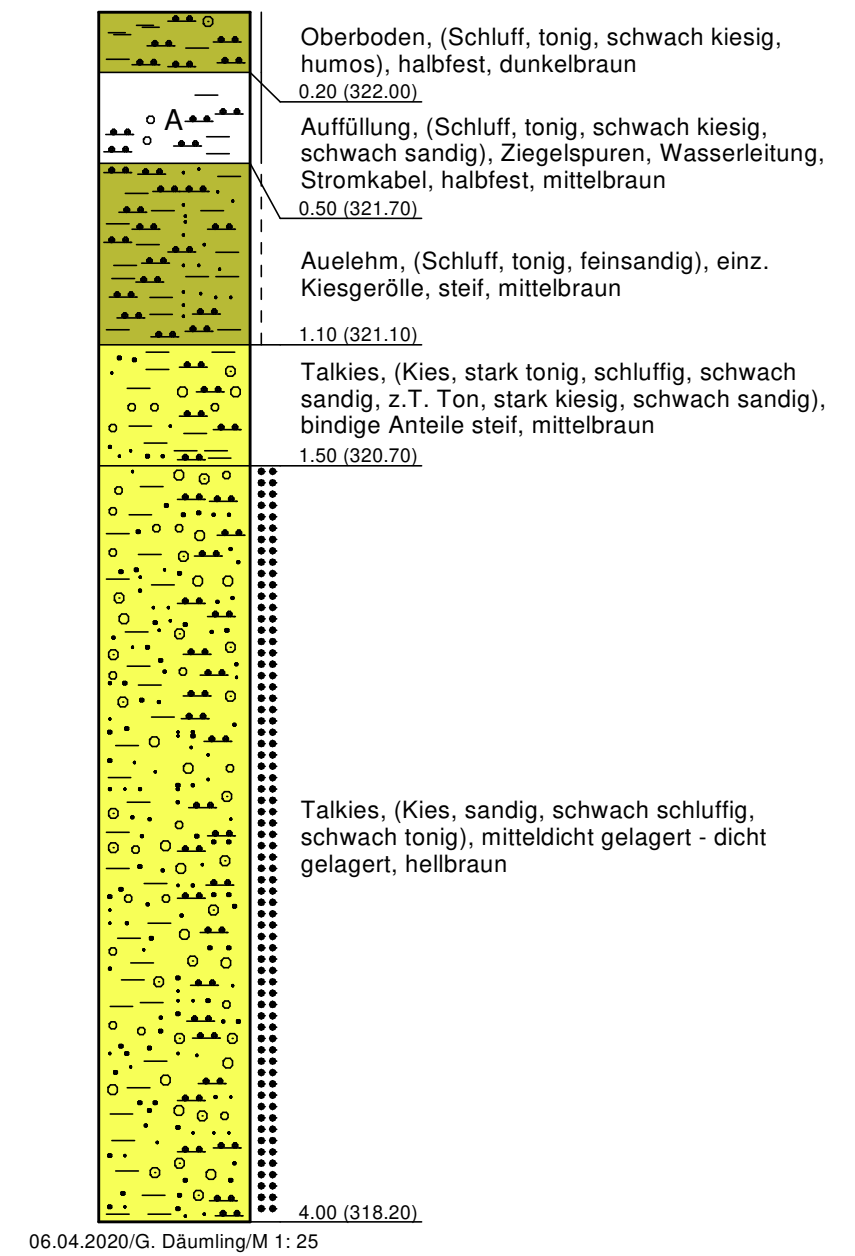 Oberboden, (Schluff, tonig, schwach kiesig,
humos), halbfest, dunkelbraun
0.20 (322.00)
A
Auffüllung, (Schluff, tonig, schwach kiesig,
schwach sandig), Ziegelspuren, Wasserleitung,
Stromkabel, halbfest, mittelbraun
0.50 (321.70)
Auelehm, (Schluff, tonig, feinsandig), einz.
Kiesgerölle, steif, mittelbraun
1.10 (321.10)
Talkies, (Kies, stark tonig, schluffig, schwach
sandig, z.T. Ton, stark kiesig, schwach sandig),
bindige Anteile steif, mittelbraun
1.50 (320.70)
Talkies, (Kies, sandig, schwach schluffig,
schwach tonig), mitteldicht gelagert - dicht
gelagert, hellbraun
4.00 (318.20)
06.04.2020/G. Däumling/M 1: 25